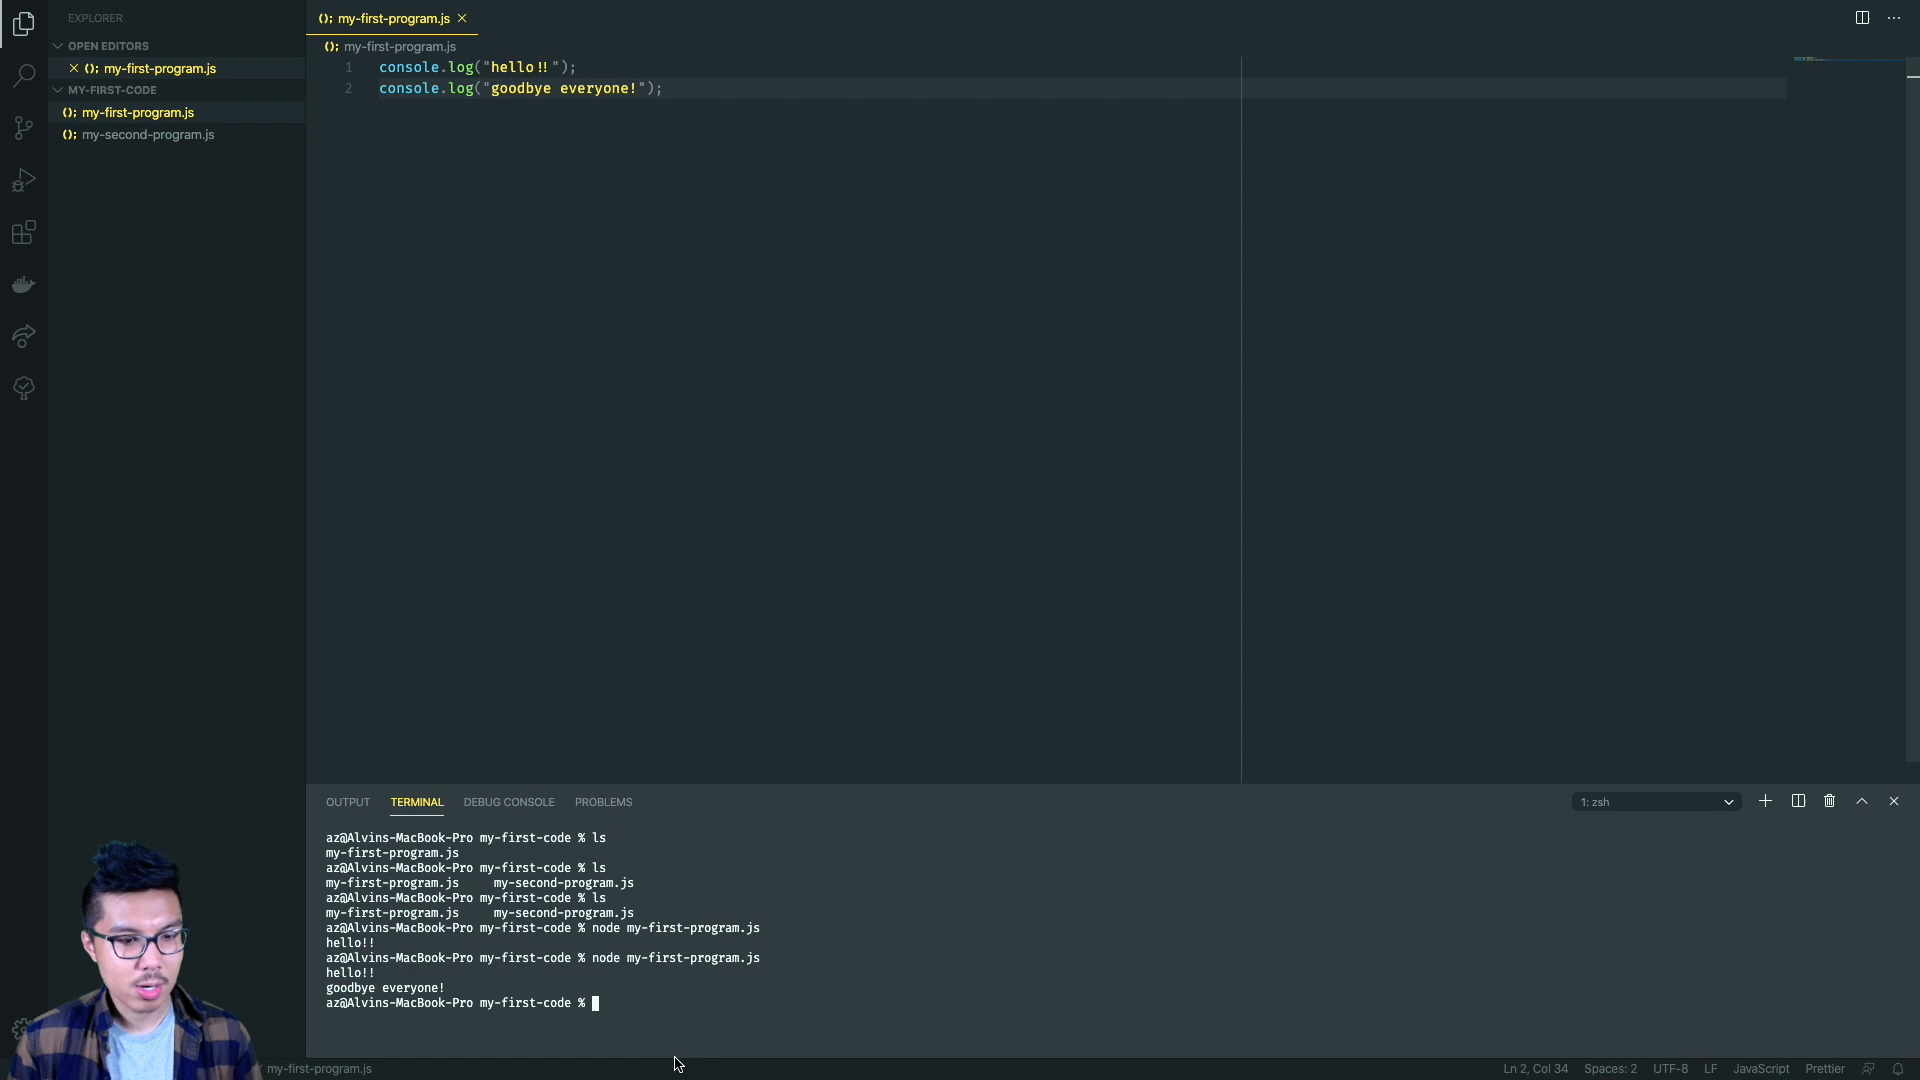 EXPLORER
OPEN EDITORS
my-first-program.js
MY-FIRST-CODE
my-first-program.js
my-second-program.js
my-first-program.js
my-first-program.js
1 console.log("hello!!");
2 console.log("goodbye everyone!");
OUTPUT TERMINAL DEBUG CONSOLE PROBLEMS
1: zsh
az@Alvins-MacBook-Pro my-first-code % ls
my-first-program.js
az@Alvins-MacBook-Pro my-first-code % ls
my-first-program.js my-second-program.js
az@Alvins-MacBook-Pro my-first-code % ls
my-first-program.js my-second-program.js
az@Alvins-MacBook-Pro my-first-code % node my-first-program.js
hello!!
az@Alvins-MacBook-Pro my-first-code % node my-first-program.js
hello!!
goodbye everyone!
az@Alvins-MacBook-Pro my-first-code %
my-first-program.js
Ln 2, Col 34 Spaces: 2 UTF-8 LF JavaScript Prettier